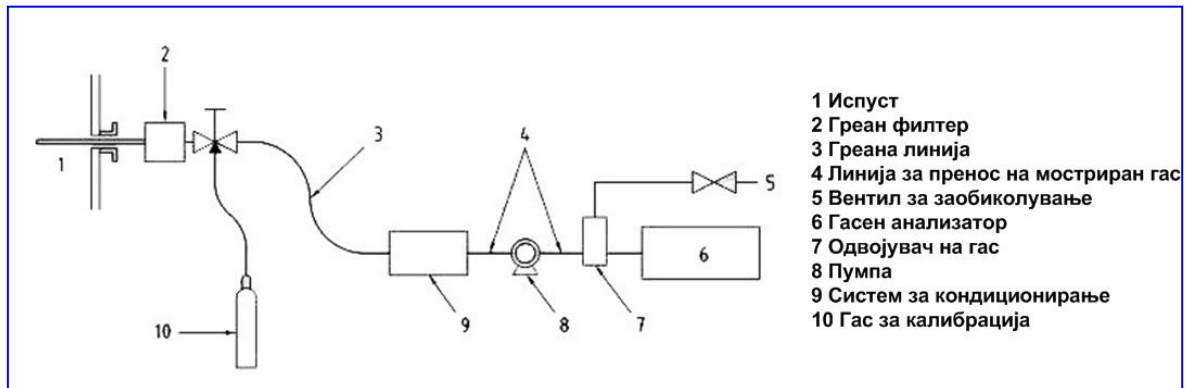 2
1
3
4
5
6
10
9
8
7
1 Испуст
2 Греан филтер
3 Греана линија
4 Линија за пренос на мостриран гас
5 Вентил за заобиколување
6 Гасен анализатор
7 Одвојувач на гас
8 Пумпа
9 Систем за кондиционирање
10 Гас за калибрација